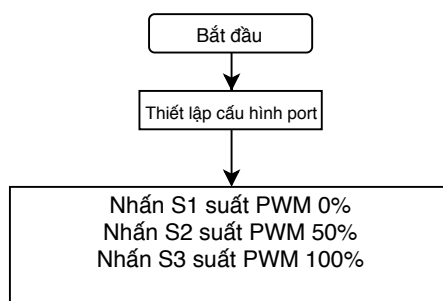 Bắt đầu
Thiết lập cấu hình port
Nhấn S1 suất PWM 0%
Nhấn S2 suất PWM 50%
Nhấn S3 suất PWM 100%